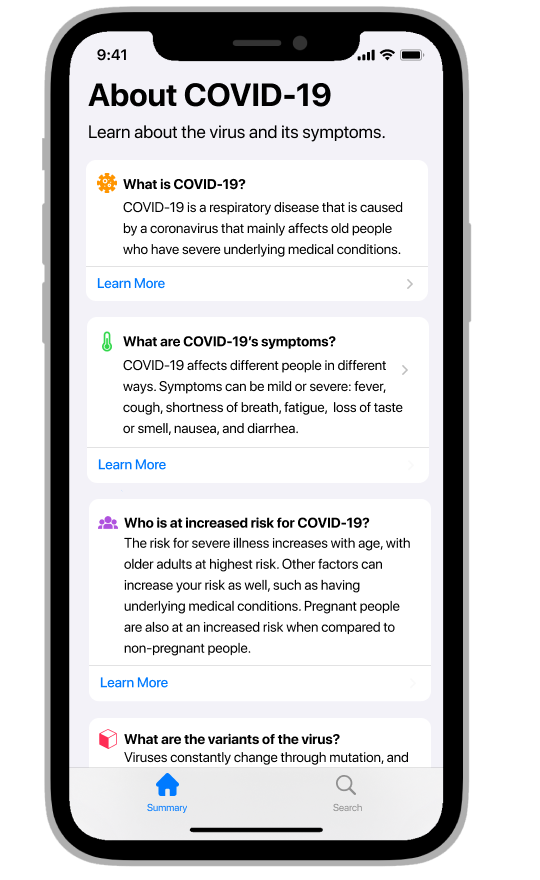 9:41
About COVID-19
Learn about the virus and its symptoms.
What is COVID-19?
COVID-19 is a respiratory disease that is caused
by a coronavirus that mainly affects old people
who have severe underlying medical conditions.
Learn More
What are COVID-19’s symptoms?
COVID-19 affects different people in different
ways. Symptoms can be mild or severe: fever,
cough, shortness of breath, fatigue,  loss of taste
or smell, nausea, and diarrhea.
Learn More
Who is at increased risk for COVID-19?
The risk for severe illness increases with age, with
older adults at highest risk. Other factors can
increase your risk as well, such as having
underlying medical conditions. Pregnant people
are also at an increased risk when compared to
non-pregnant people.
Learn More
What are the variants of the virus?
Viruses constantly change through mutation, and
Summary
Search